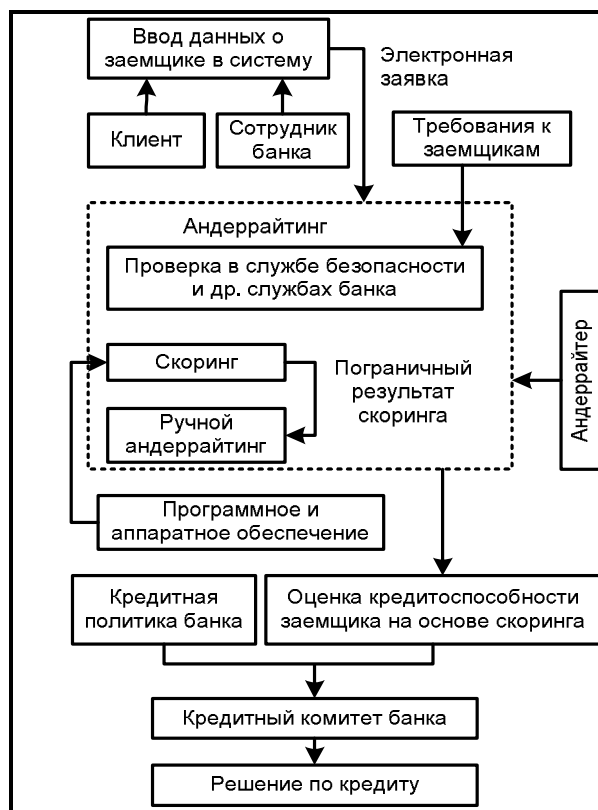 Ввод данных о
заемщике в систему
Электронная
заявка
Клиент
Сотрудник
банка
Требования к
заемщикам
Андеррайтинг
Проверка в службе безопасности
и др. службах банка
Скоринг
Пограничный
результат
скоринга
Ручной
андеррайтинг
Андеррайтер
Программное и
аппаратное обеспечение
Кредитная
политика банка
Оценка кредитоспособности
заемщика на основе скоринга
Кредитный комитет банка
Решение по кредиту